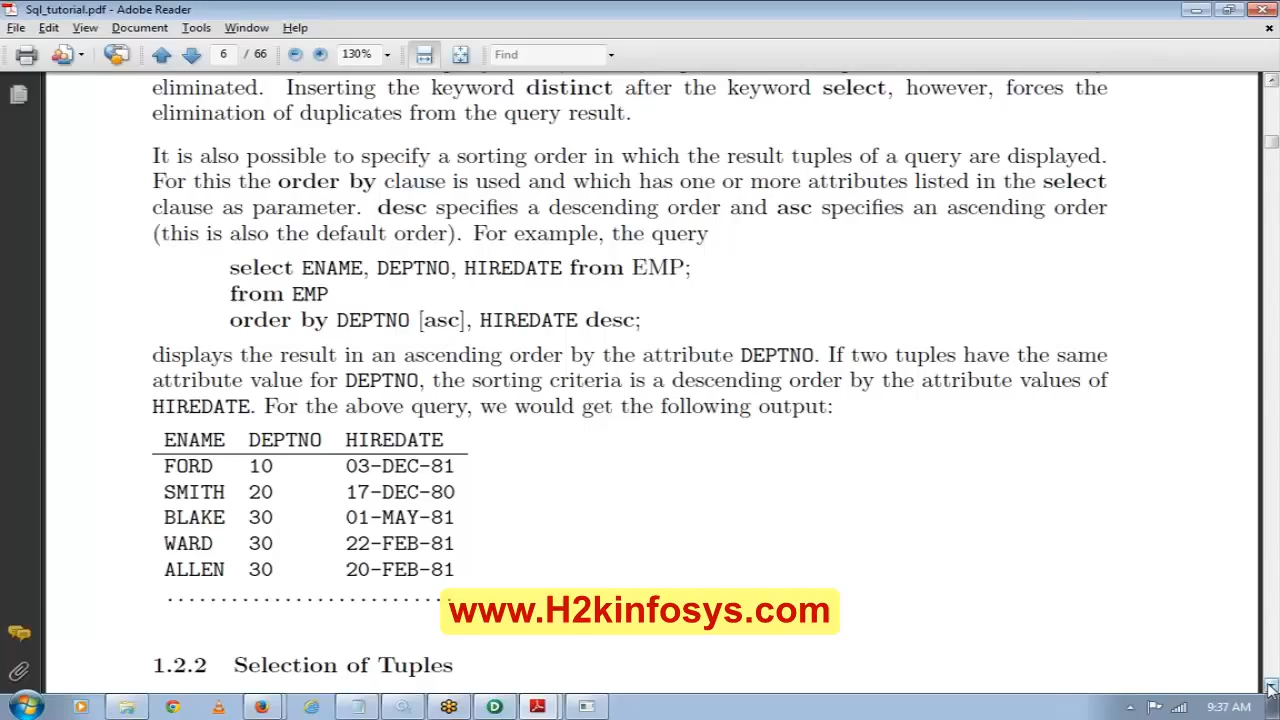 Sql_tutorial.pdf - Adobe Reader
File Edit View Document Tools Window Help
6 / 66 130% Find
eliminated. Inserting the keyword distinct after the keyword select, however, forces the
elimination of duplicates from the query result.
It is also possible to specify a sorting order in which the result tuples of a query are displayed.
For this the order by clause is used and which has one or more attributes listed in the select
clause as parameter. desc specifies a descending order and asc specifies an ascending order
(this is also the default order). For example, the query
select ENAME, DEPTNO, HIREDATE from EMP;
from EMP
order by DEPTNO [asc], HIREDATE desc;
displays the result in an ascending order by the attribute DEPTNO. If two tuples have the same
attribute value for DEPTNO, the sorting criteria is a descending order by the attribute values of
HIREDATE. For the above query, we would get the following output:
ENAME DEPTNO HIREDATE
FORD 10 03-DEC-81
SMITH 20 17-DEC-80
BLAKE 30 01-MAY-81
WARD 30 22-FEB-81
ALLEN 30 20-FEB-81
...........................
www.H2kinfosys.com
1.2.2 Selection of Tuples
9:37 AM